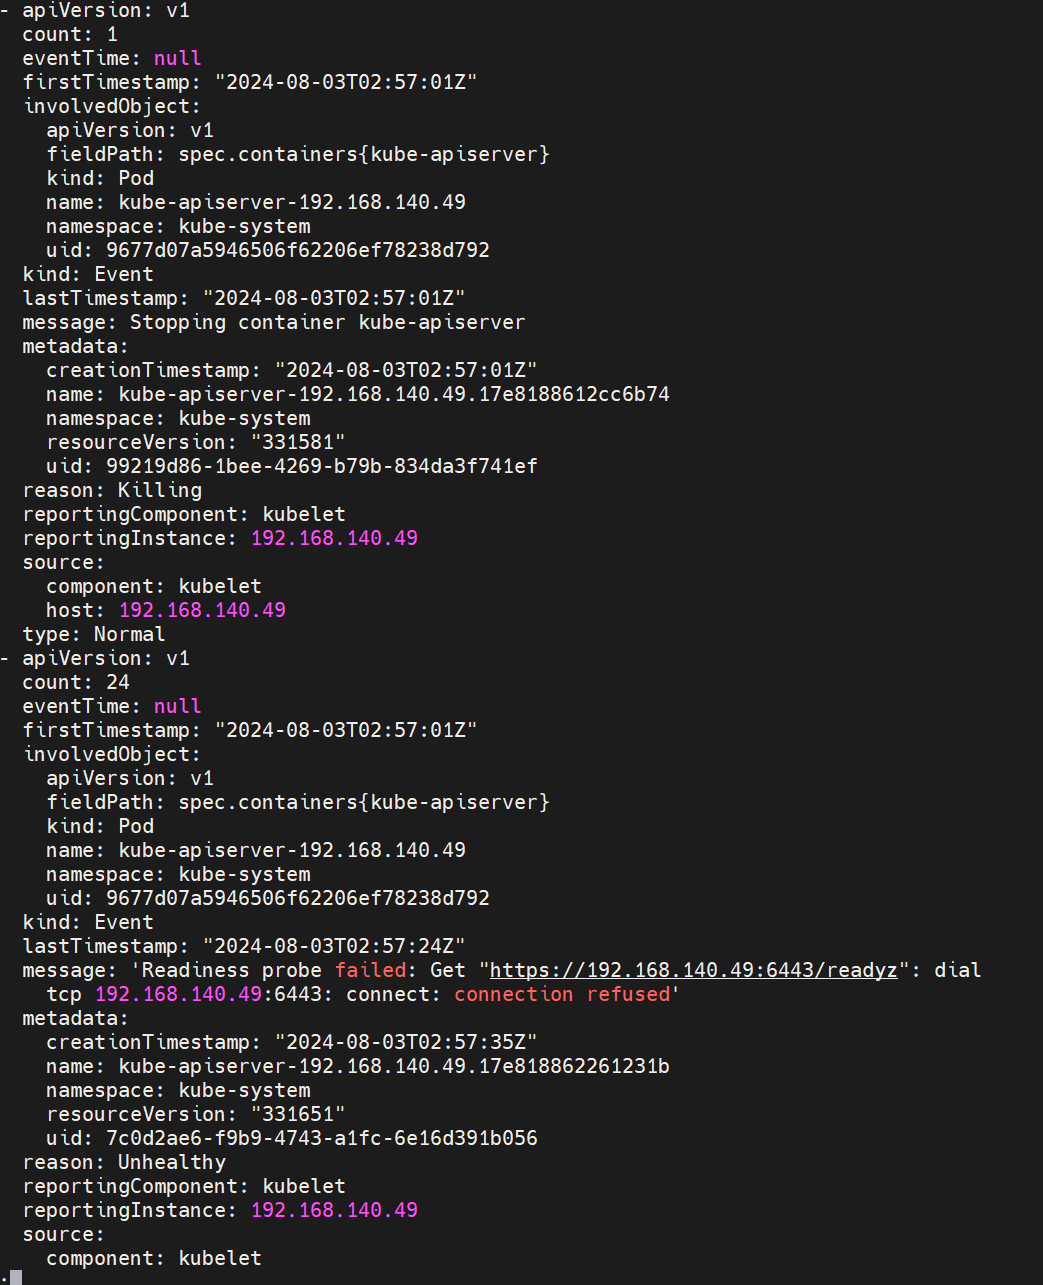 - apiVersion: v1
  count: 1
  eventTime: null
  firstTimestamp: "2024-08-03T02:57:01Z"
  involvedObject:
    apiVersion: v1
    fieldPath: spec.containers{kube-apiserver}
    kind: Pod
    name: kube-apiserver-192.168.140.49
    namespace: kube-system
    uid: 9677d07a5946506f62206ef78238d792
  kind: Event
  lastTimestamp: "2024-08-03T02:57:01Z"
  message: Stopping container kube-apiserver
  metadata:
    creationTimestamp: "2024-08-03T02:57:01Z"
    name: kube-apiserver-192.168.140.49.17e8188612cc6b74
    namespace: kube-system
    resourceVersion: "331581"
    uid: 99219d86-1bee-4269-b79b-834da3f741ef
  reason: Killing
  reportingComponent: kubelet
  reportingInstance: 192.168.140.49
  source:
    component: kubelet
    host: 192.168.140.49
  type: Normal
- apiVersion: v1
  count: 24
  eventTime: null
  firstTimestamp: "2024-08-03T02:57:01Z"
  involvedObject:
    apiVersion: v1
    fieldPath: spec.containers{kube-apiserver}
    kind: Pod
    name: kube-apiserver-192.168.140.49
    namespace: kube-system
    uid: 9677d07a5946506f62206ef78238d792
  kind: Event
  lastTimestamp: "2024-08-03T02:57:24Z"
  message: 'Readiness probe failed: Get "https://192.168.140.49:6443/readyz": dial
    tcp 192.168.140.49:6443: connect: connection refused'
  metadata:
    creationTimestamp: "2024-08-03T02:57:35Z"
    name: kube-apiserver-192.168.140.49.17e818862261231b
    namespace: kube-system
    resourceVersion: "331651"
    uid: 7c0d2ae6-f9b9-4743-a1fc-6e16d391b056
  reason: Unhealthy
  reportingComponent: kubelet
  reportingInstance: 192.168.140.49
  source:
    component: kubelet